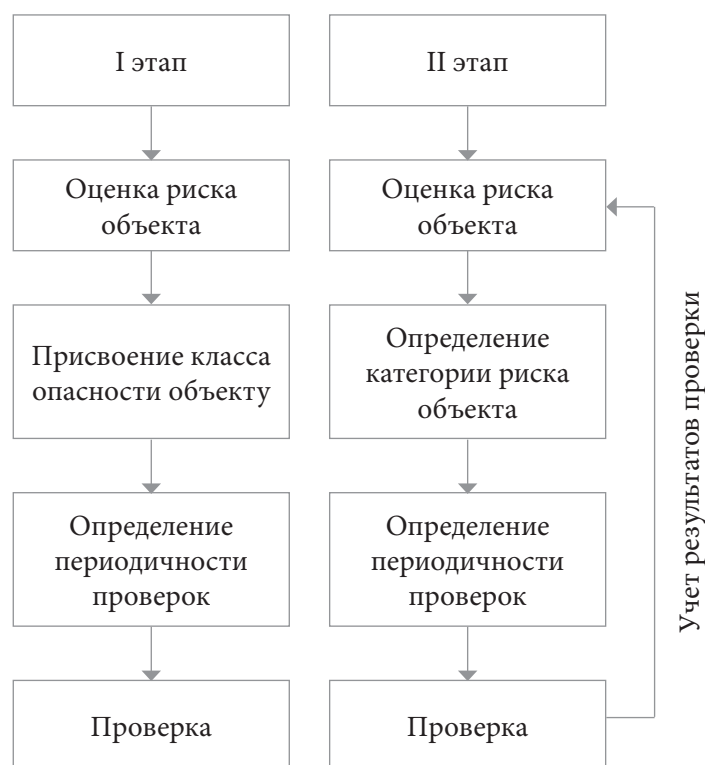 I этап
Оценка риска
объекта
Присвоение класса
опасности объекту
Определение
периодичности
проверок
Проверка
II этап
Оценка риска
объекта
Определение
категории риска
объекта
Определение
периодичности
проверок
Проверка
Учет результатов проверки